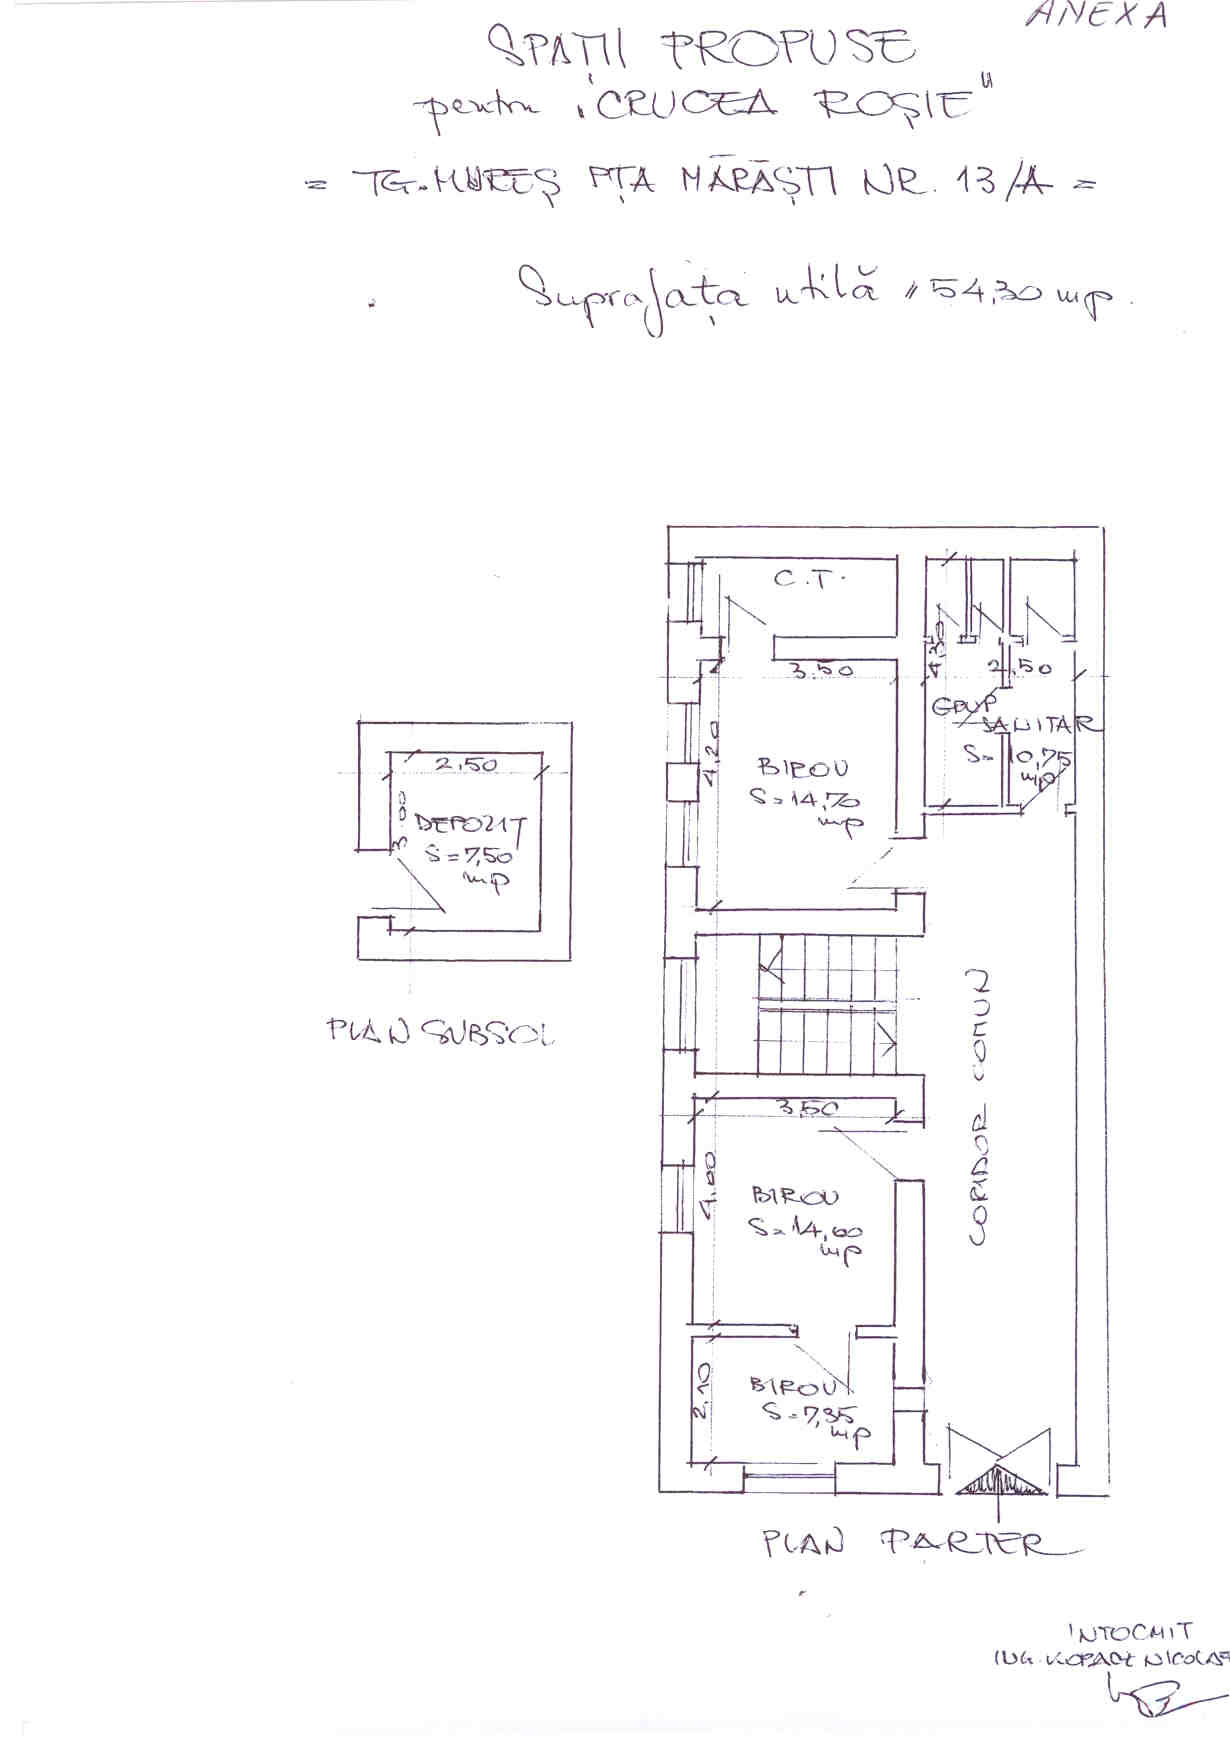 ANEXA
SPAȚII PROPUSE
pentru „CRUCEA ROȘIE"
= TG. MUREȘ PȚA MĂRĂȘTI NR. 13/A =
Suprafața utilă = 54,30 mp.
C.T.
3.50
4,30
2,50
GRUP
SANITAR
S= 10,75
mp
4,20
BIROU
S=14,70
mp
2,50
3,00
DEPOZIT
S=7,50
mp
PLAN SUBSOL
CORIDOR COMUN
3,50
4.00
BIROU
S=14,00
mp
2,10
BIROU
S=7,35
mp
PLAN PARTER
INTOCMIT
ING.